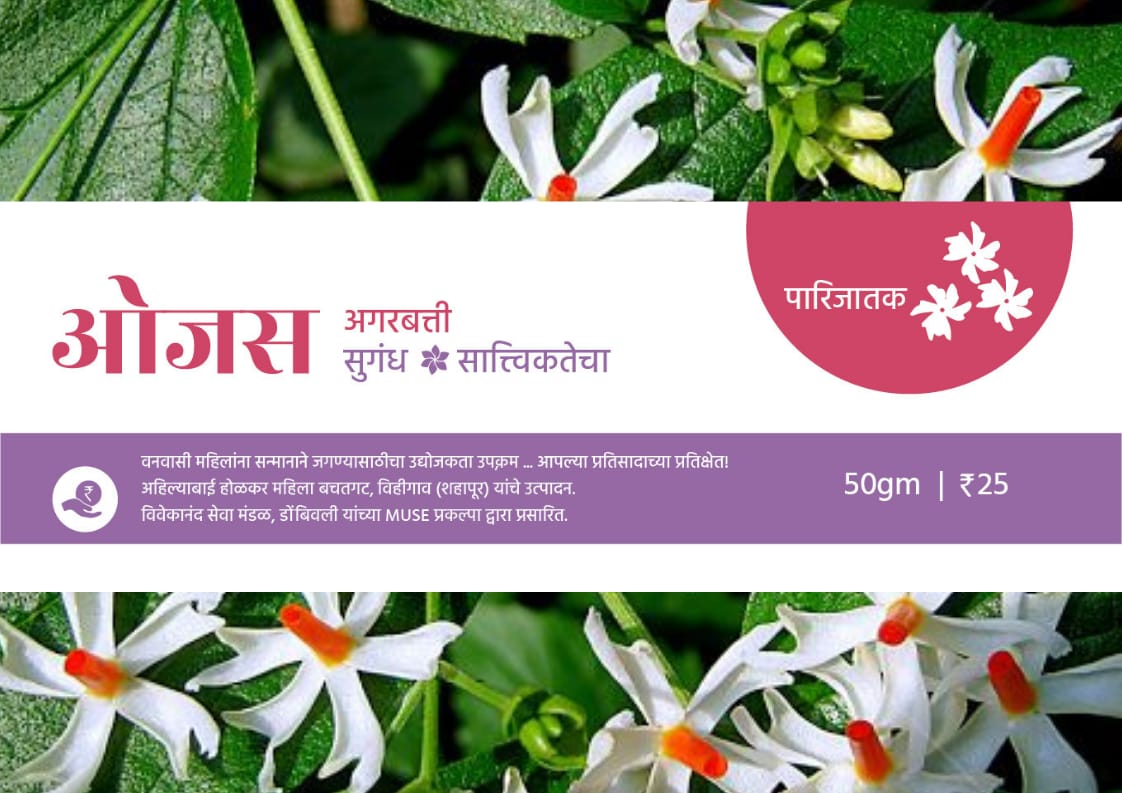 ओजस
अगरबत्ती
सुगंध सात्त्विकतेचा
पारिजातक
वनवासी महिलांना सन्मानाने जगण्यासाठीचा उद्योजकता उपक्रम ... आपल्या प्रतिसादाच्या प्रतिक्षेत!
अहिल्याबाई होळकर महिला बचतगट, विहीगाव (शहापूर) यांचे उत्पादन.
विवेकानंद सेवा मंडळ, डोंबिवली यांच्या MUSE प्रकल्पा द्वारा प्रसारित.
₹
50gm | ₹25